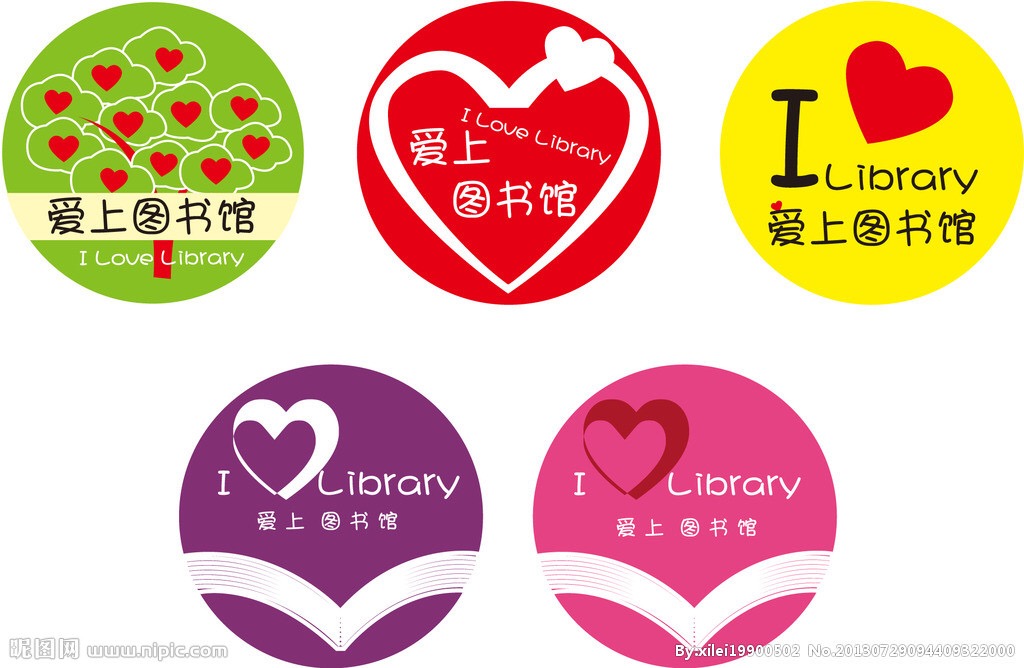 爱上图书馆
I Love Library
I Love Library
爱上
图书馆
I
Library
爱上图书馆
I Library
爱上 图书馆
I Library
爱上 图书馆
昵图网 www.nipic.com
By:xilei19900502 No.20130729094409322000